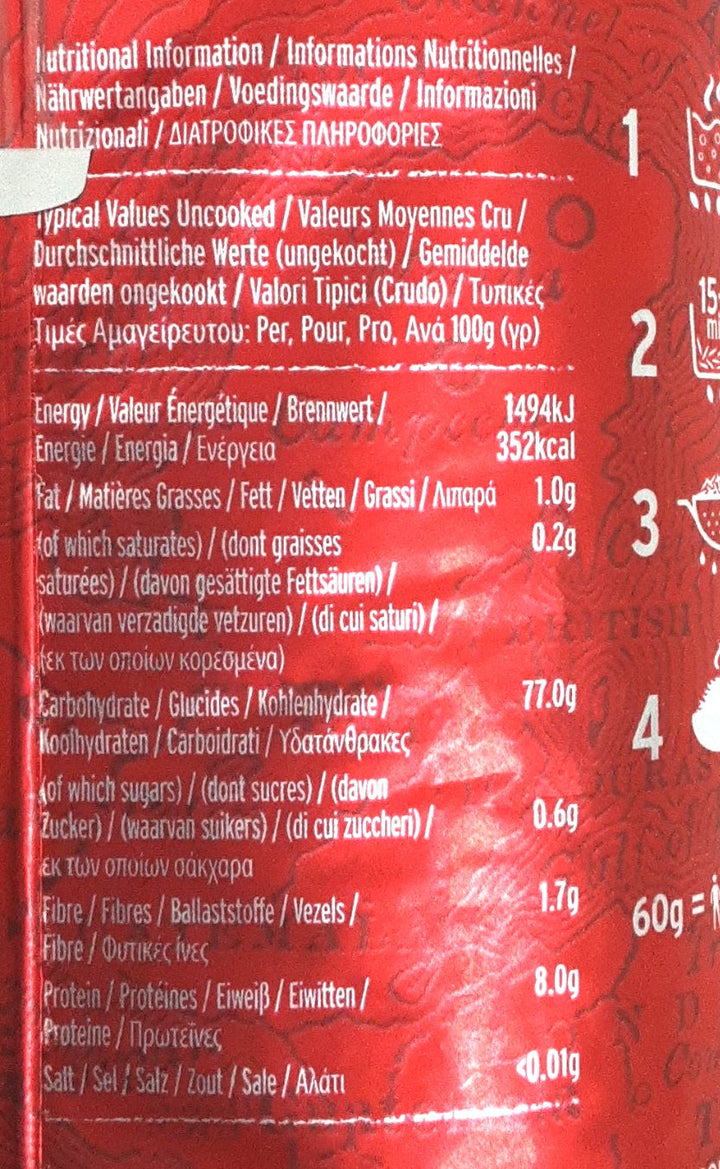 Nutritional Information / Informations Nutritionnelles /
Nährwertangaben / Voedingswaarde / Informazioni
Nutrizionali / ΔΙΑΤΡΟΦΙΚΕΣ ΠΛΗΡΟΦΟΡΙΕΣ
Typical Values Uncooked / Valeurs Moyennes Cru /
Durchschnittliche Werte (ungekocht) / Gemiddelde
waarden ongekookt / Valori Tipici (Crudo) / Τυπικές
Τιμές Αμαγείρευτου: Per, Pour, Pro, Ανά 100g (γρ)
Energy / Valeur Énergétique / Brennwert / 1494kJ
Energie / Energia / Ενέργεια 352kcal
Fat / Matières Grasses / Fett / Vetten / Grassi / Λιπαρά 1.0g
(of which saturates) / (dont graisses 0.2g
saturées) / (davon gesättigte Fettsäuren) /
(waarvan verzadigde vetzuren) / (di cui saturi) /
(εκ των οποίων κορεσμένα)
Carbohydrate / Glucides / Kohlenhydrate / 77.0g
Koolhydraten / Carboidrati / Υδατάνθρακες
(of which sugars) / (dont sucres) / (davon
Zucker) / (waarvan suikers) / (di cui zuccheri) / 0.6g
εκ των οποίων σάκχαρα
Fibre / Fibres / Ballaststoffe / Vezels / 1.7g
Fibre / Φυτικές ίνες
Protein / Protéines / Eiweiß / Eiwitten / 8.0g
Proteine / Πρωτεΐνες
Salt / Sel / Salz / Zout / Sale / Αλάτι <0.01g
1
2
15
3
4
60g =